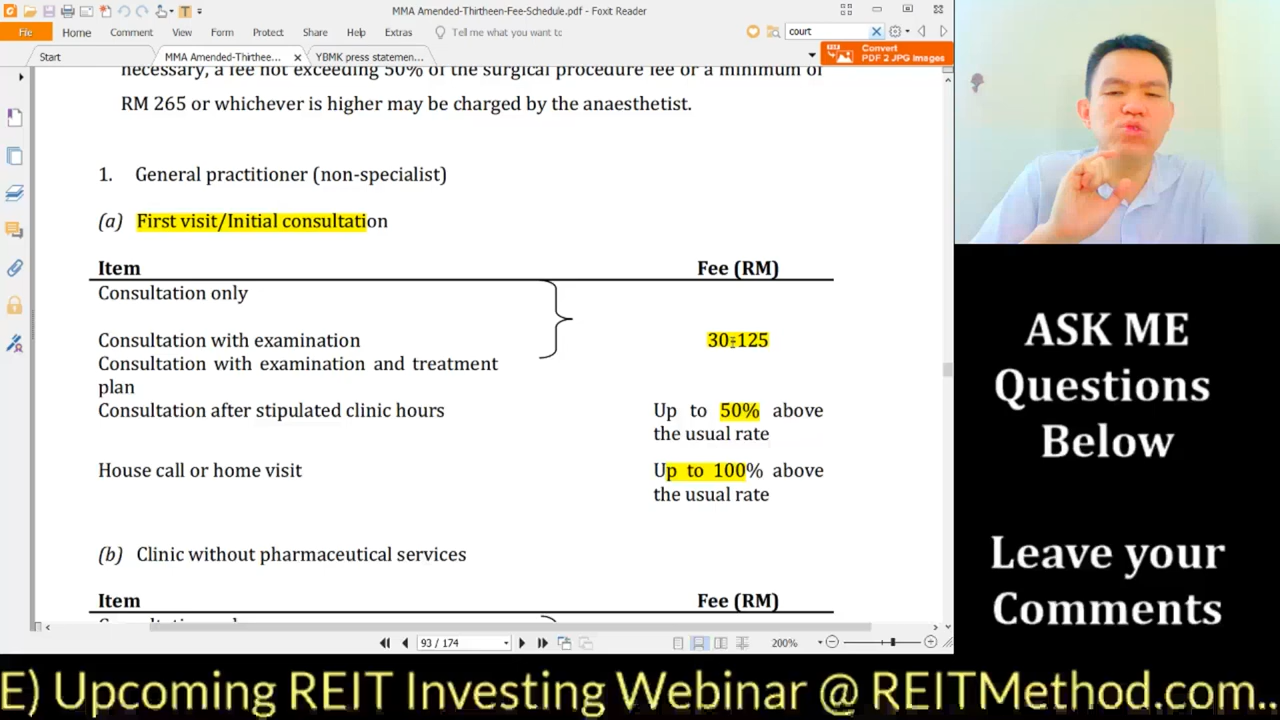 MMA Amended-Thirtheen-Fee-Schedule.pdf - Foxit Reader
File
Home
Comment
View
Form
Protect
Share
Help
Extras
Tell me what you want tc
court
Start
MMA Amended-Thirthee...
YBMK press statemen...
Convert
PDF 2 JPG Images
necessary, a fee not exceeding 50% of the surgical procedure fee or a minimum of
RM 265 or whichever is higher may be charged by the anaesthetist.
1. General practitioner (non-specialist)
(a) First visit/Initial consultation
Item Fee (RM)
Consultation only
Consultation with examination 30-125
Consultation with examination and treatment
plan
Consultation after stipulated clinic hours Up to 50% above
the usual rate
House call or home visit Up to 100% above
the usual rate
(b) Clinic without pharmaceutical services
Item Fee (RM)
93 / 174
200%
ASK ME
Questions
Below
Leave your
Comments
E) Upcoming REIT Investing Webinar @ REITMethod.com..